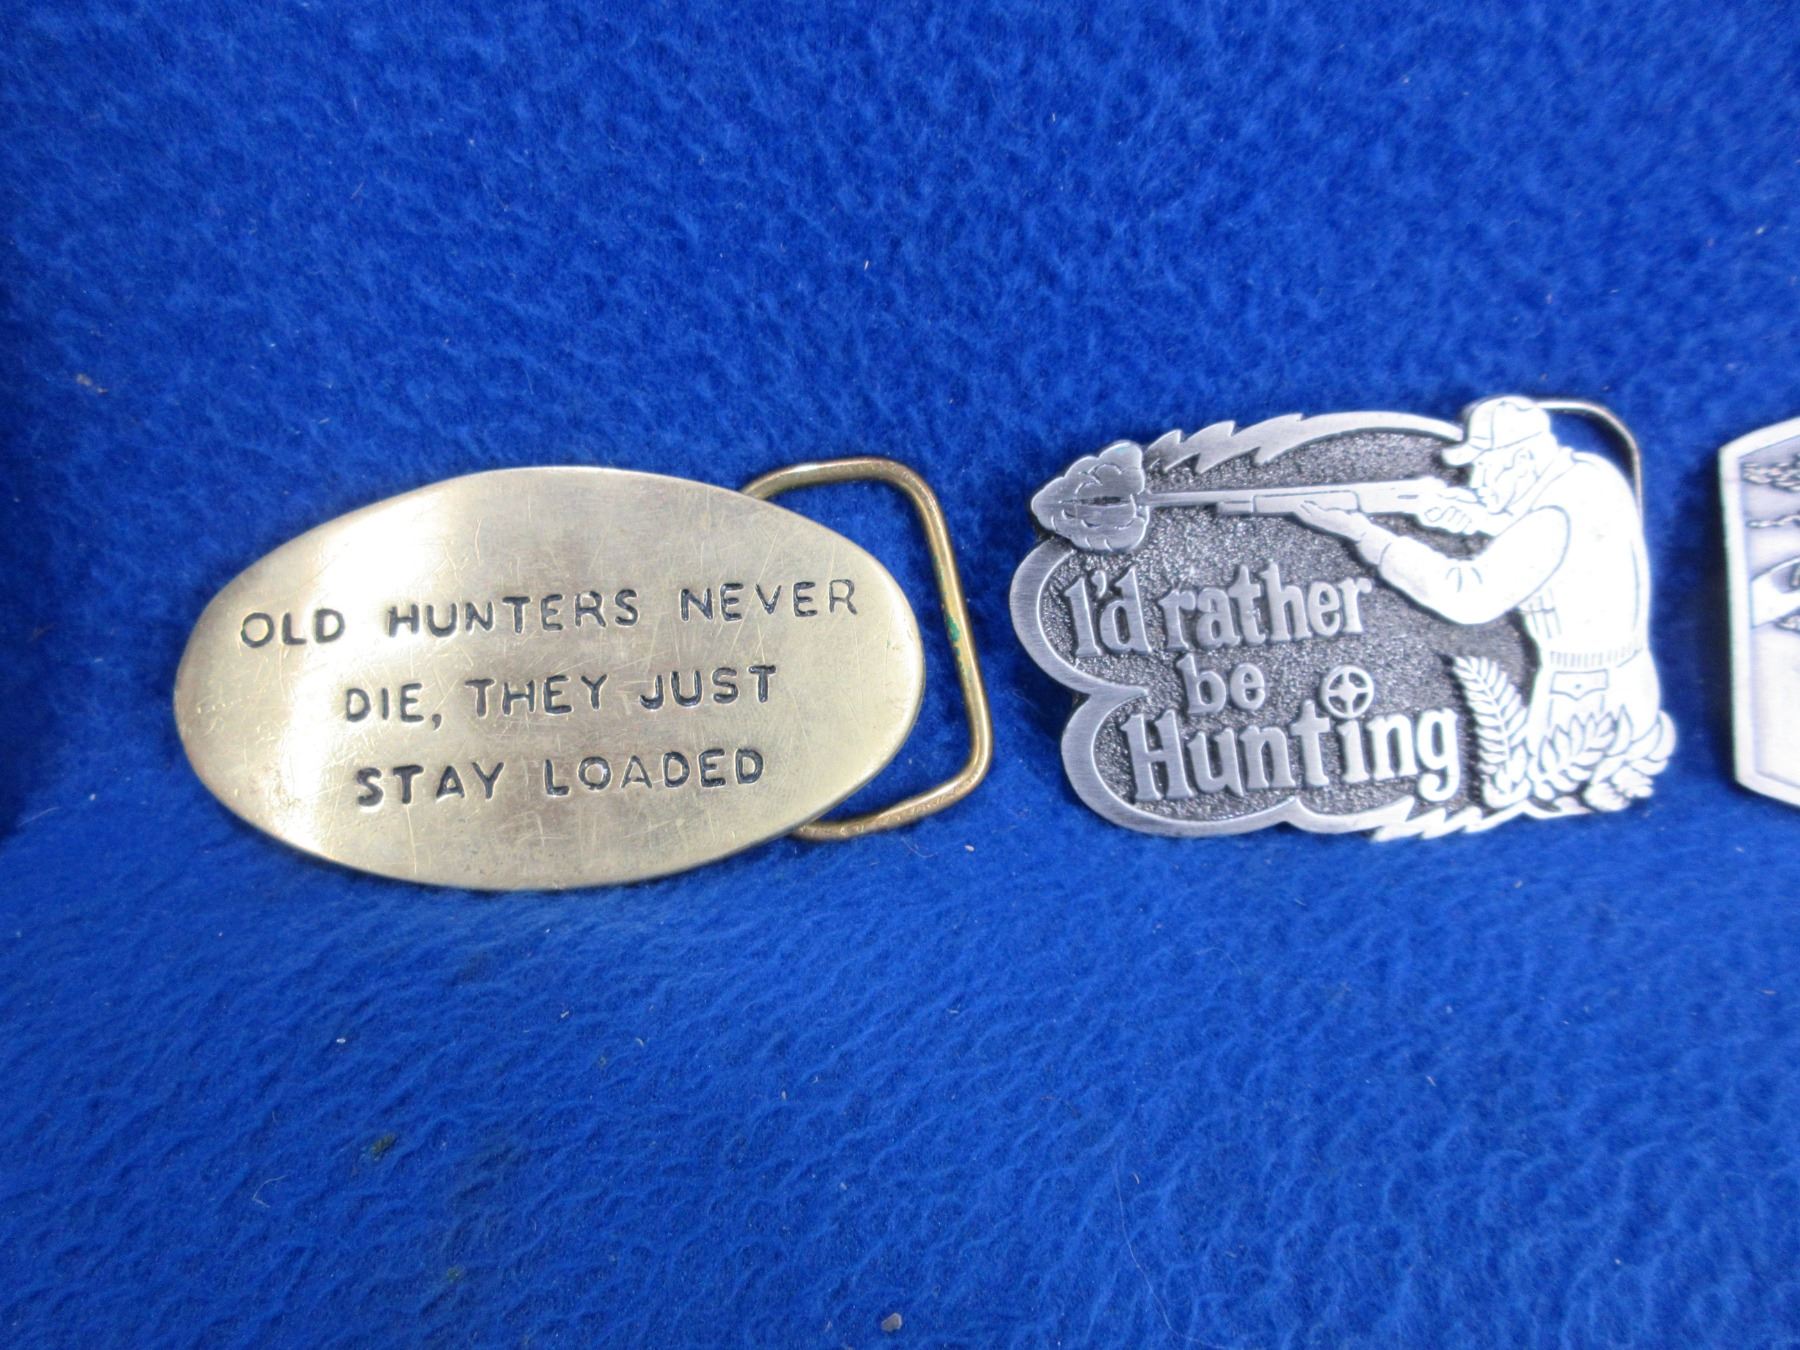 OLD HUNTERS NEVER
DIE, THEY JUST
STAY LOADED
I'd rather
be
Hunting